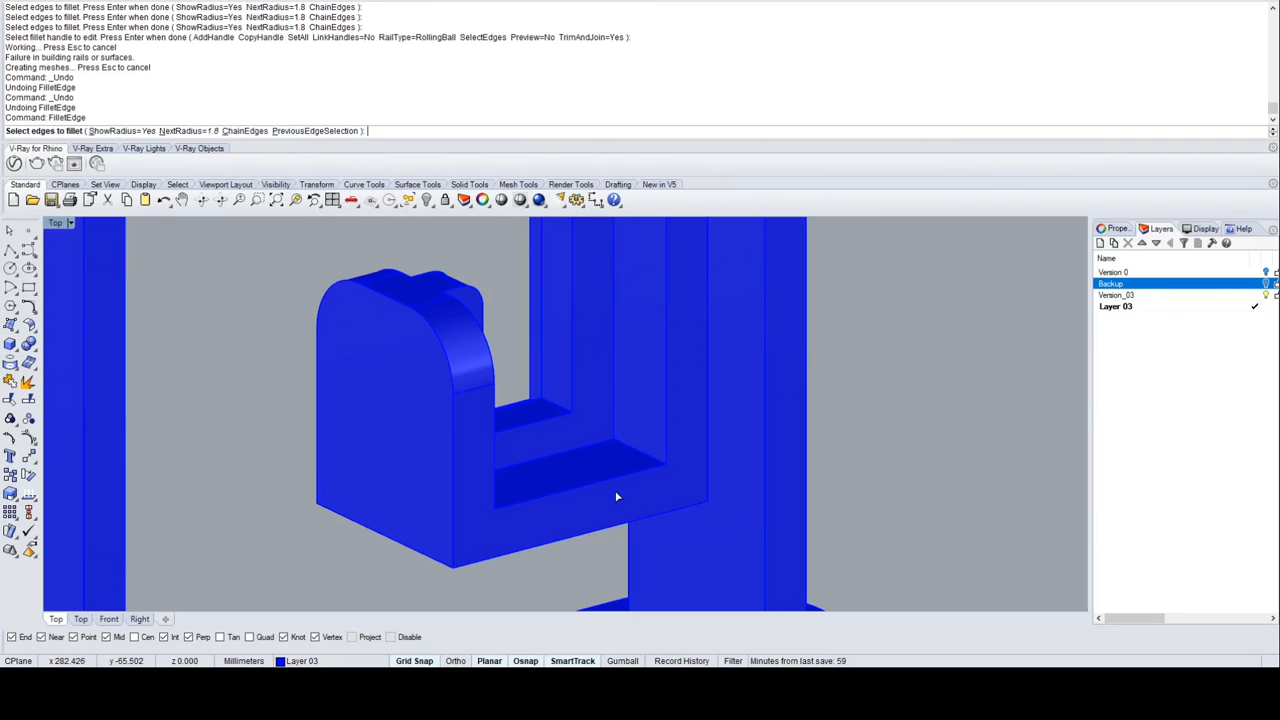 Select edges to fillet. Press Enter when done ( ShowRadius=Yes  NextRadius=1.8  ChainEdges ):
Select edges to fillet. Press Enter when done ( ShowRadius=Yes  NextRadius=1.8  ChainEdges ):
Select edges to fillet. Press Enter when done ( ShowRadius=Yes  NextRadius=1.8  ChainEdges ):
Select fillet handle to edit. Press Enter when done ( AddHandle  CopyHandle  SetAll  LinkHandles=No  RailType=RollingBall  SelectEdges  Preview=No  TrimAndJoin=Yes ):
Working... Press Esc to cancel
Failure in building rails or surfaces.
Creating meshes... Press Esc to cancel
Command: _Undo
Undoing FilletEdge
Command: _Undo
Undoing FilletEdge
Command: FilletEdge
Select edges to fillet ( ShowRadius=Yes  NextRadius=1.8  ChainEdges  PreviousEdgeSelection ):
V-Ray for Rhino  V-Ray Extra  V-Ray Lights  V-Ray Objects
Standard  CPlanes  Set View  Display  Select  Viewport Layout  Visibility  Transform  Curve Tools  Surface Tools  Solid Tools  Mesh Tools  Render Tools  Drafting  New in V5
Top
Prope...  Layers  Display  Help
Name
Version 0
Backup
Version_03
Layer 03
Top  Top  Front  Right
End  Near  Point  Mid  Cen  Int  Perp  Tan  Quad  Knot  Vertex  Project  Disable
CPlane  x 282.426  y -65.502  z 0.000  Millimeters  Layer 03  Grid Snap  Ortho  Planar  Osnap  SmartTrack  Gumball  Record History  Filter  Minutes from last save: 59